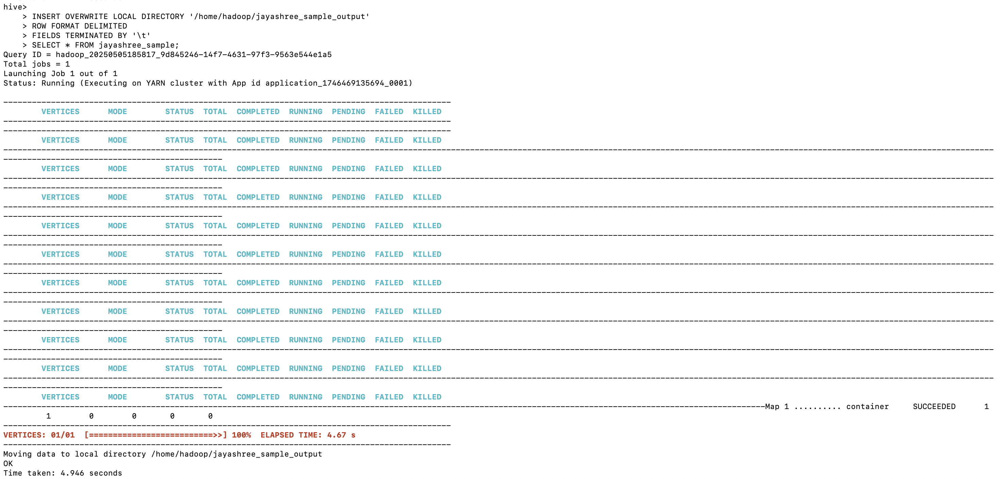 hive>
    > INSERT OVERWRITE LOCAL DIRECTORY '/home/hadoop/jayashree_sample_output'
    > ROW FORMAT DELIMITED
    > FIELDS TERMINATED BY '\t'
    > SELECT * FROM jayashree_sample;
Query ID = hadoop_20250505185817_9d845246-14f7-4631-97f3-9563e544e1a5
Total jobs = 1
Launching Job 1 out of 1
Status: Running (Executing on YARN cluster with App id application_1746469135694_0001)
----------------------------------------------------------------------------------------------
        VERTICES      MODE        STATUS  TOTAL  COMPLETED  RUNNING  PENDING  FAILED  KILLED
----------------------------------------------------------------------------------------------
----------------------------------------------------------------------------------------------
        VERTICES      MODE        STATUS  TOTAL  COMPLETED  RUNNING  PENDING  FAILED  KILLED
----------------------------------------------------------------------------------------------
----------------------------------------------
        VERTICES      MODE        STATUS  TOTAL  COMPLETED  RUNNING  PENDING  FAILED  KILLED
----------------------------------------------------------------------------------------------
----------------------------------------------
        VERTICES      MODE        STATUS  TOTAL  COMPLETED  RUNNING  PENDING  FAILED  KILLED
----------------------------------------------------------------------------------------------
----------------------------------------------
        VERTICES      MODE        STATUS  TOTAL  COMPLETED  RUNNING  PENDING  FAILED  KILLED
----------------------------------------------------------------------------------------------
----------------------------------------------
        VERTICES      MODE        STATUS  TOTAL  COMPLETED  RUNNING  PENDING  FAILED  KILLED
----------------------------------------------------------------------------------------------
----------------------------------------------
        VERTICES      MODE        STATUS  TOTAL  COMPLETED  RUNNING  PENDING  FAILED  KILLED
----------------------------------------------------------------------------------------------
----------------------------------------------
        VERTICES      MODE        STATUS  TOTAL  COMPLETED  RUNNING  PENDING  FAILED  KILLED
----------------------------------------------------------------------------------------------
----------------------------------------------
        VERTICES      MODE        STATUS  TOTAL  COMPLETED  RUNNING  PENDING  FAILED  KILLED
----------------------------------------------------------------------------------------------
----------------------------------------------
        VERTICES      MODE        STATUS  TOTAL  COMPLETED  RUNNING  PENDING  FAILED  KILLED
----------------------------------------------------------------------------------------------
----------------------------------------------
        VERTICES      MODE        STATUS  TOTAL  COMPLETED  RUNNING  PENDING  FAILED  KILLED
----------------------------------------------------------------------------------------------Map 1 .......... container     SUCCEEDED      1
         1        0        0       0       0
----------------------------------------------------------------------------------------------
VERTICES: 01/01  [==========================>>] 100%  ELAPSED TIME: 4.67 s
----------------------------------------------------------------------------------------------
Moving data to local directory /home/hadoop/jayashree_sample_output
OK
Time taken: 4.946 seconds